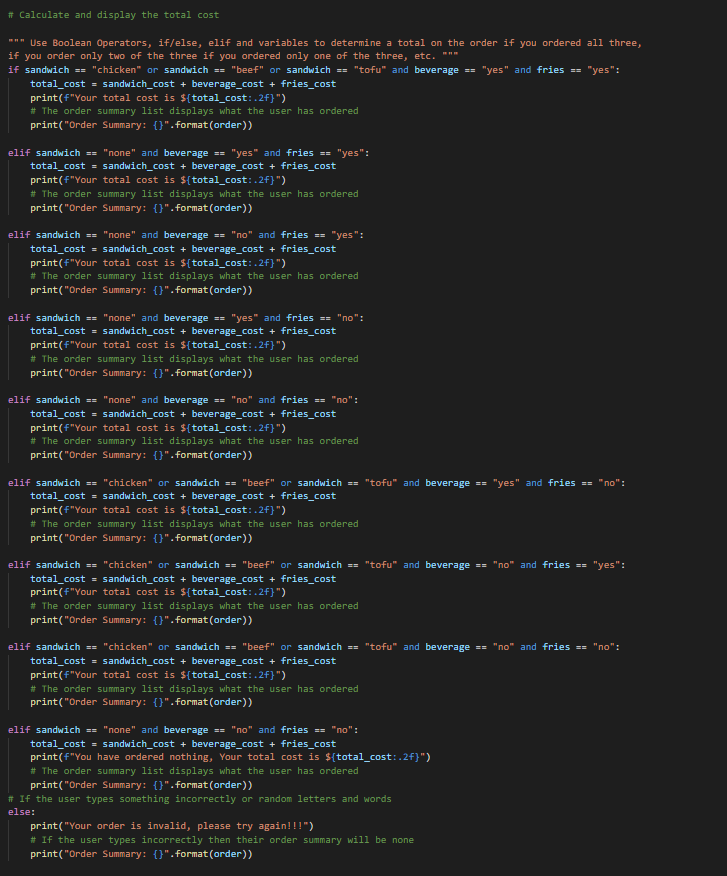 # Calculate and display the total cost
""" Use Boolean Operators, if/else, elif and variables to determine a total on the order if you ordered all three,
if you order only two of the three if you ordered only one of the three, etc. """
if sandwich == "chicken" or sandwich == "beef" or sandwich == "tofu" and beverage == "yes" and fries == "yes":
    total_cost = sandwich_cost + beverage_cost + fries_cost
    print(f"Your total cost is ${total_cost:.2f}")
    # The order summary list displays what the user has ordered
    print("Order Summary: {}".format(order))
elif sandwich == "none" and beverage == "yes" and fries == "yes":
    total_cost = sandwich_cost + beverage_cost + fries_cost
    print(f"Your total cost is ${total_cost:.2f}")
    # The order summary list displays what the user has ordered
    print("Order Summary: {}".format(order))
elif sandwich == "none" and beverage == "no" and fries == "yes":
    total_cost = sandwich_cost + beverage_cost + fries_cost
    print(f"Your total cost is ${total_cost:.2f}")
    # The order summary list displays what the user has ordered
    print("Order Summary: {}".format(order))
elif sandwich == "none" and beverage == "yes" and fries == "no":
    total_cost = sandwich_cost + beverage_cost + fries_cost
    print(f"Your total cost is ${total_cost:.2f}")
    # The order summary list displays what the user has ordered
    print("Order Summary: {}".format(order))
elif sandwich == "none" and beverage == "no" and fries == "no":
    total_cost = sandwich_cost + beverage_cost + fries_cost
    print(f"Your total cost is ${total_cost:.2f}")
    # The order summary list displays what the user has ordered
    print("Order Summary: {}".format(order))
elif sandwich == "chicken" or sandwich == "beef" or sandwich == "tofu" and beverage == "yes" and fries == "no":
    total_cost = sandwich_cost + beverage_cost + fries_cost
    print(f"Your total cost is ${total_cost:.2f}")
    # The order summary list displays what the user has ordered
    print("Order Summary: {}".format(order))
elif sandwich == "chicken" or sandwich == "beef" or sandwich == "tofu" and beverage == "no" and fries == "yes":
    total_cost = sandwich_cost + beverage_cost + fries_cost
    print(f"Your total cost is ${total_cost:.2f}")
    # The order summary list displays what the user has ordered
    print("Order Summary: {}".format(order))
elif sandwich == "chicken" or sandwich == "beef" or sandwich == "tofu" and beverage == "no" and fries == "no":
    total_cost = sandwich_cost + beverage_cost + fries_cost
    print(f"Your total cost is ${total_cost:.2f}")
    # The order summary list displays what the user has ordered
    print("Order Summary: {}".format(order))
elif sandwich == "none" and beverage == "no" and fries == "no":
    total_cost = sandwich_cost + beverage_cost + fries_cost
    print(f"You have ordered nothing, Your total cost is ${total_cost:.2f}")
    # The order summary list displays what the user has ordered
    print("Order Summary: {}".format(order))
# If the user types something incorrectly or random letters and words
else:
    print("Your order is invalid, please try again!!!")
    # If the user types incorrectly then their order summary will be none
    print("Order Summary: {}".format(order))